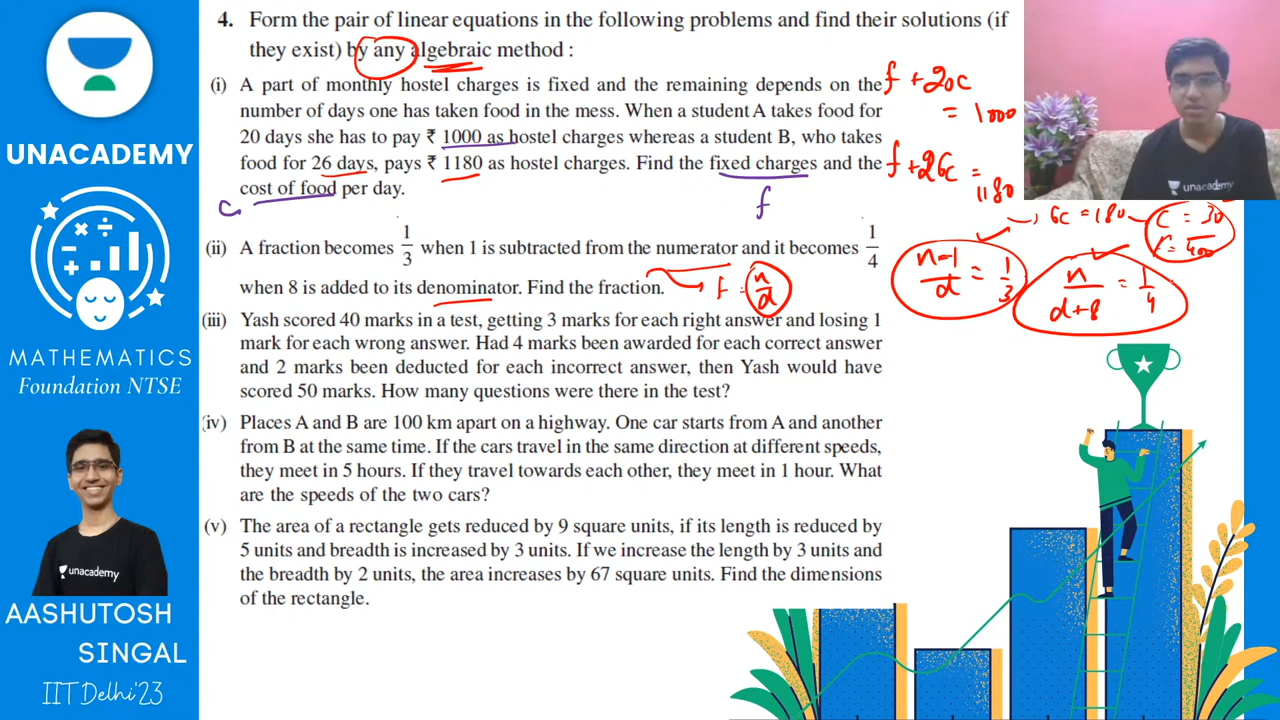 4. Form the pair of linear equations in the following problems and find their solutions (if
they exist) by any algebraic method :
(i) A part of monthly hostel charges is fixed and the remaining depends on the
number of days one has taken food in the mess. When a student A takes food for
20 days she has to pay ₹ 1000 as hostel charges whereas a student B, who takes
food for 26 days, pays ₹ 1180 as hostel charges. Find the fixed charges and the
cost of food per day.
f + 20c
= 1000
f + 26c =
1180
c
f
6c = 180
c = 30
f = 400
(ii) A fraction becomes 1/3 when 1 is subtracted from the numerator and it becomes 1/4
when 8 is added to its denominator. Find the fraction.
f = n/d
n-1/d = 1/3
n/d+8 = 1/4
(iii) Yash scored 40 marks in a test, getting 3 marks for each right answer and losing 1
mark for each wrong answer. Had 4 marks been awarded for each correct answer
and 2 marks been deducted for each incorrect answer, then Yash would have
scored 50 marks. How many questions were there in the test?
(iv) Places A and B are 100 km apart on a highway. One car starts from A and another
from B at the same time. If the cars travel in the same direction at different speeds,
they meet in 5 hours. If they travel towards each other, they meet in 1 hour. What
are the speeds of the two cars?
(v) The area of a rectangle gets reduced by 9 square units, if its length is reduced by
5 units and breadth is increased by 3 units. If we increase the length by 3 units and
the breadth by 2 units, the area increases by 67 square units. Find the dimensions
of the rectangle.
UNACADEMY
MATHEMATICS
Foundation NTSE
unacademy
AASHUTOSH
SINGAL
IIT Delhi'23
unacademy